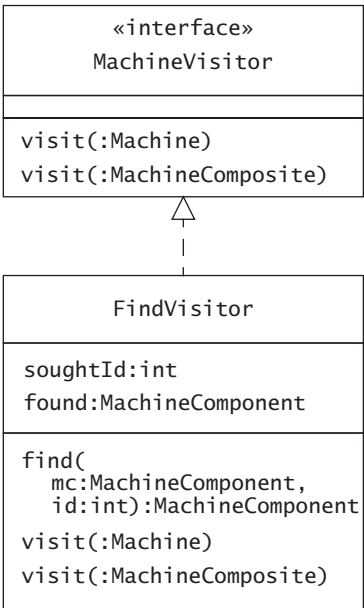 «interface»
MachineVisitor
visit(:Machine)
visit(:MachineComposite)
FindVisitor
soughtId:int
found:MachineComponent
find(
mc:MachineComponent,
id:int):MachineComponent
visit(:Machine)
visit(:MachineComposite)